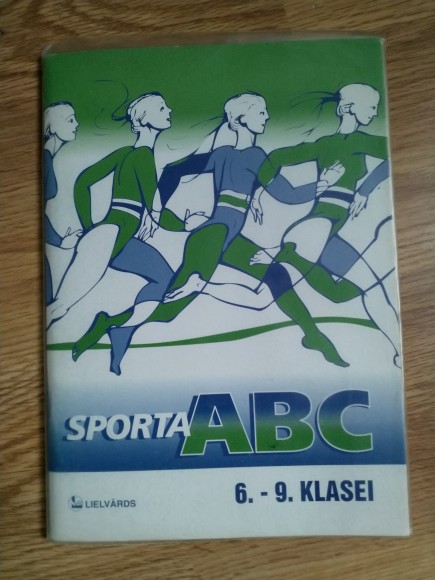 SPORTA ABC
6. - 9. KLASEI
LIELVĀRDS